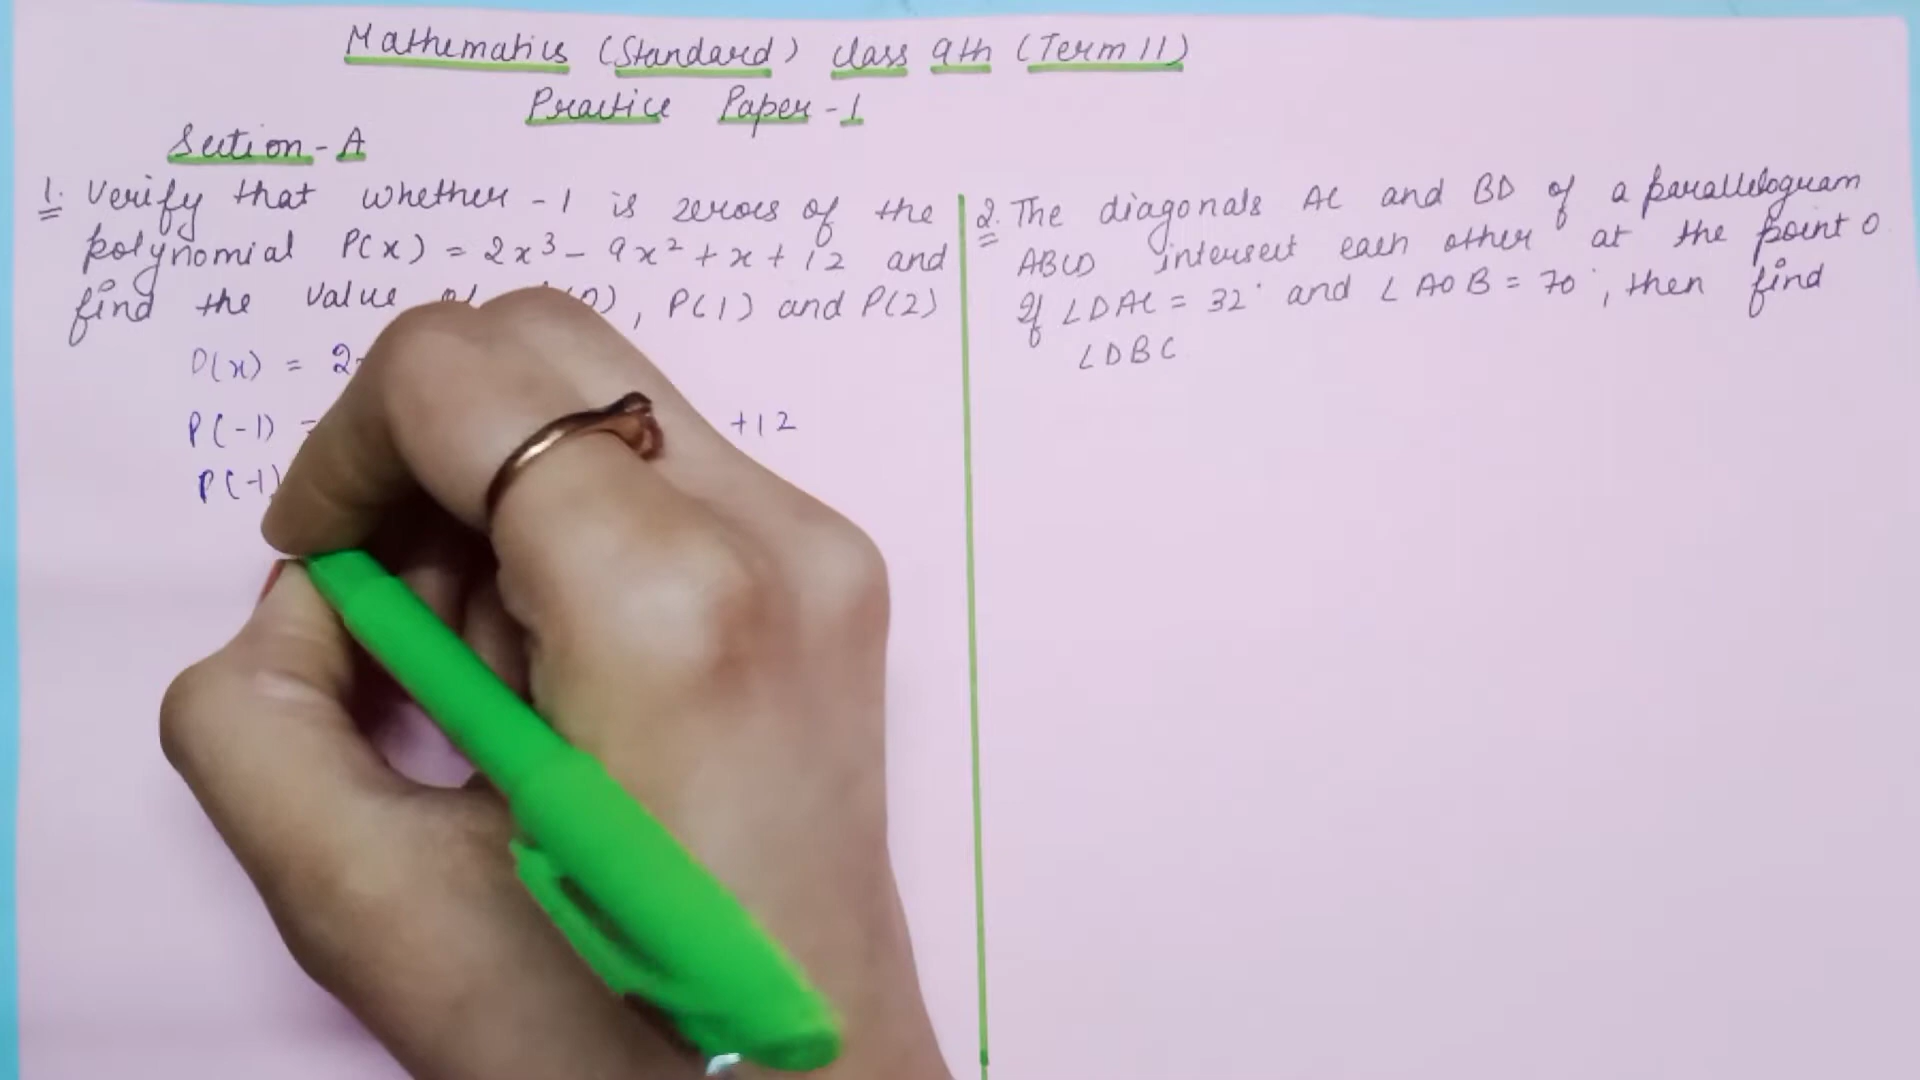 Mathematics (Standard) class 9th (Term 11)
Practice Paper - 1
Section - A
1. Verify that whether -1 is zeroes of the
polynomial P(x) = 2x³ - 9x² + x + 12 and
find the value (0), P(1) and P(2)
P(x) = 2
P(-1) = +12
P(-1)
2. The diagonals AC and BD of a parallelogram
ABCD intersect each other at the point O
If ∠DAC = 32° and ∠AOB = 70°, then find
∠DBC